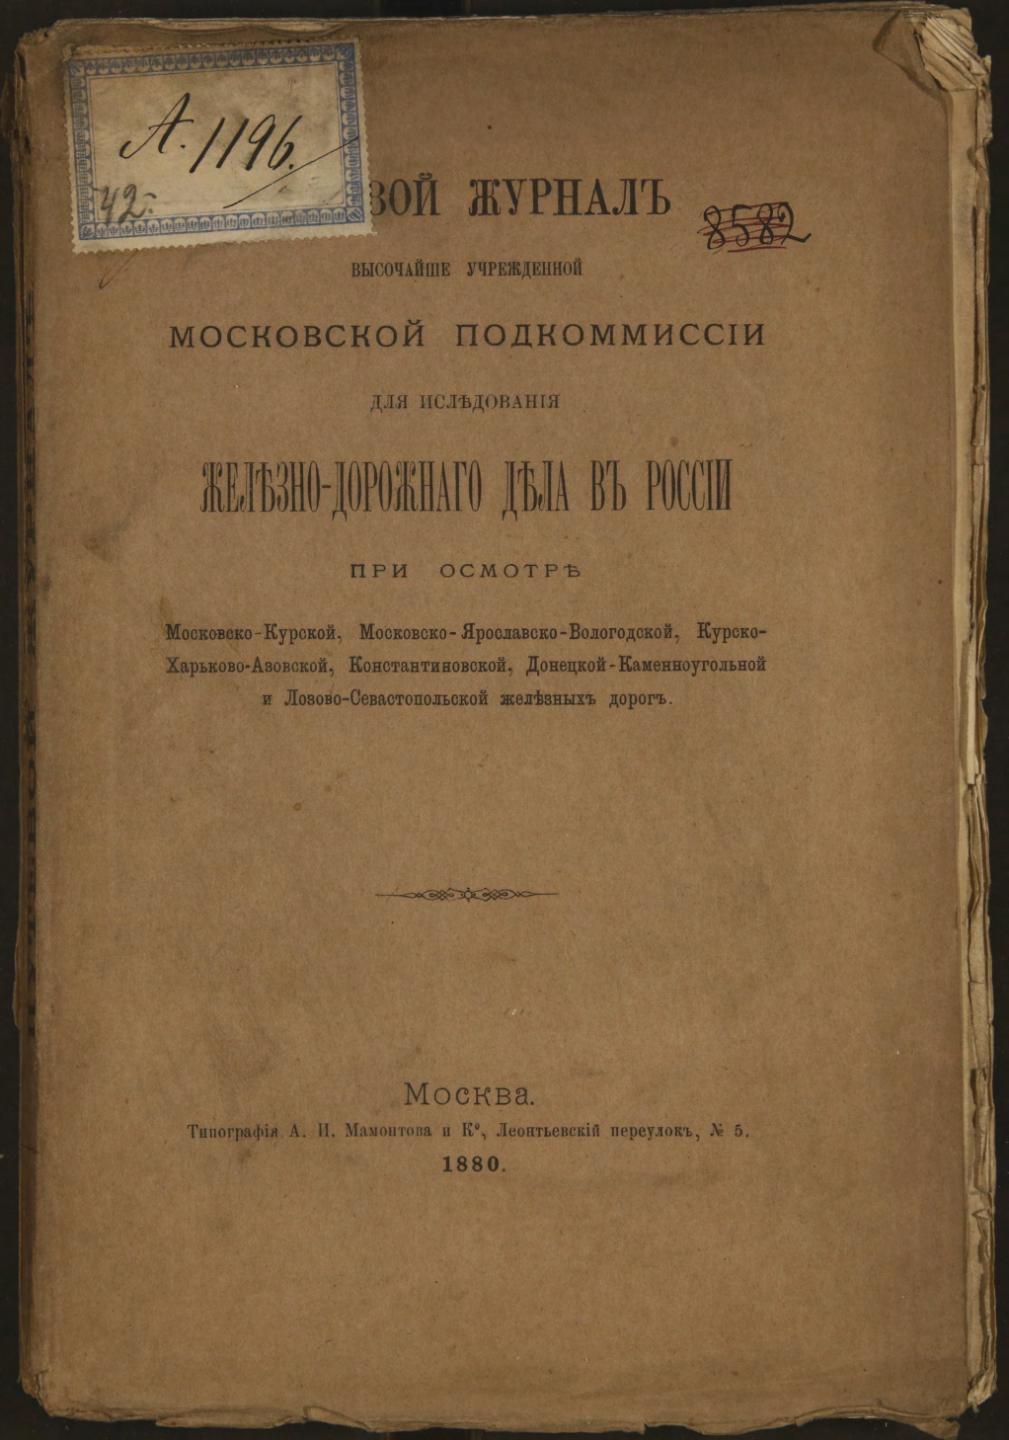 А. 1196.
42.
ВОЙ ЖУРНАЛЪ
8582
ВЫСОЧАЙШЕ УЧРЕЖДЕННОЙ
МОСКОВСКОЙ ПОДКОММИССІИ
ДЛЯ ИСЛѢДОВАНІЯ
ЖЕЛѢЗНО-ДОРОЖНАГО ДѢЛА ВЪ РОССІИ
ПРИ ОСМОТРѢ
Московско-Курской, Московско-Ярославско-Вологодской, Курско-
Харьково-Азовской, Константиновской, Донецкой-Каменноугольной
и Лозово-Севастопольской желѣзныхъ дорогъ.
Москва.
Типографія А. И. Мамонтова и К°, Леонтьевскій переулокъ, № 5.
1880.